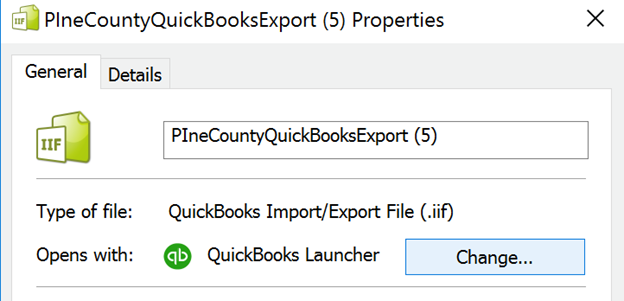 PIneCountyQuickBooksExport (5) Properties
General Details
IIF PIneCountyQuickBooksExport (5)
Type of file: QuickBooks Import/Export File (.iif)
Opens with: qb QuickBooks Launcher Change...